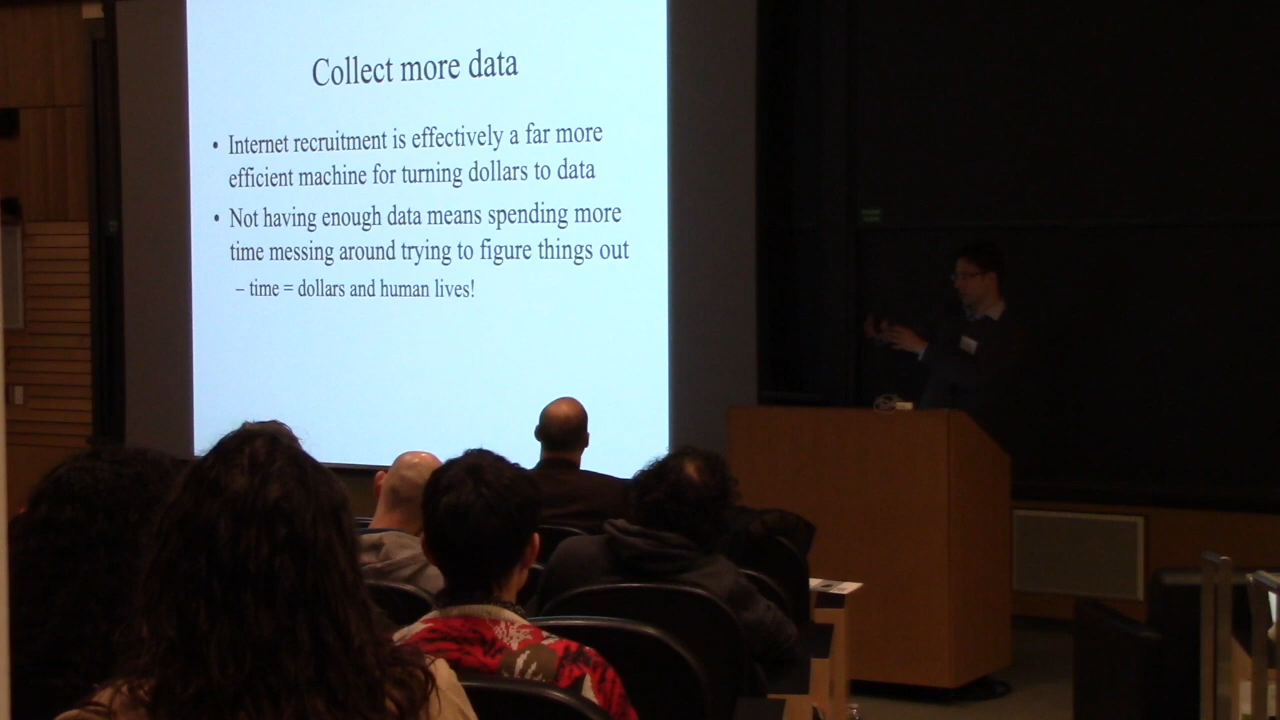 Collect more data
• Internet recruitment is effectively a far more
efficient machine for turning dollars to data
• Not having enough data means spending more
time messing around trying to figure things out
– time = dollars and human lives!